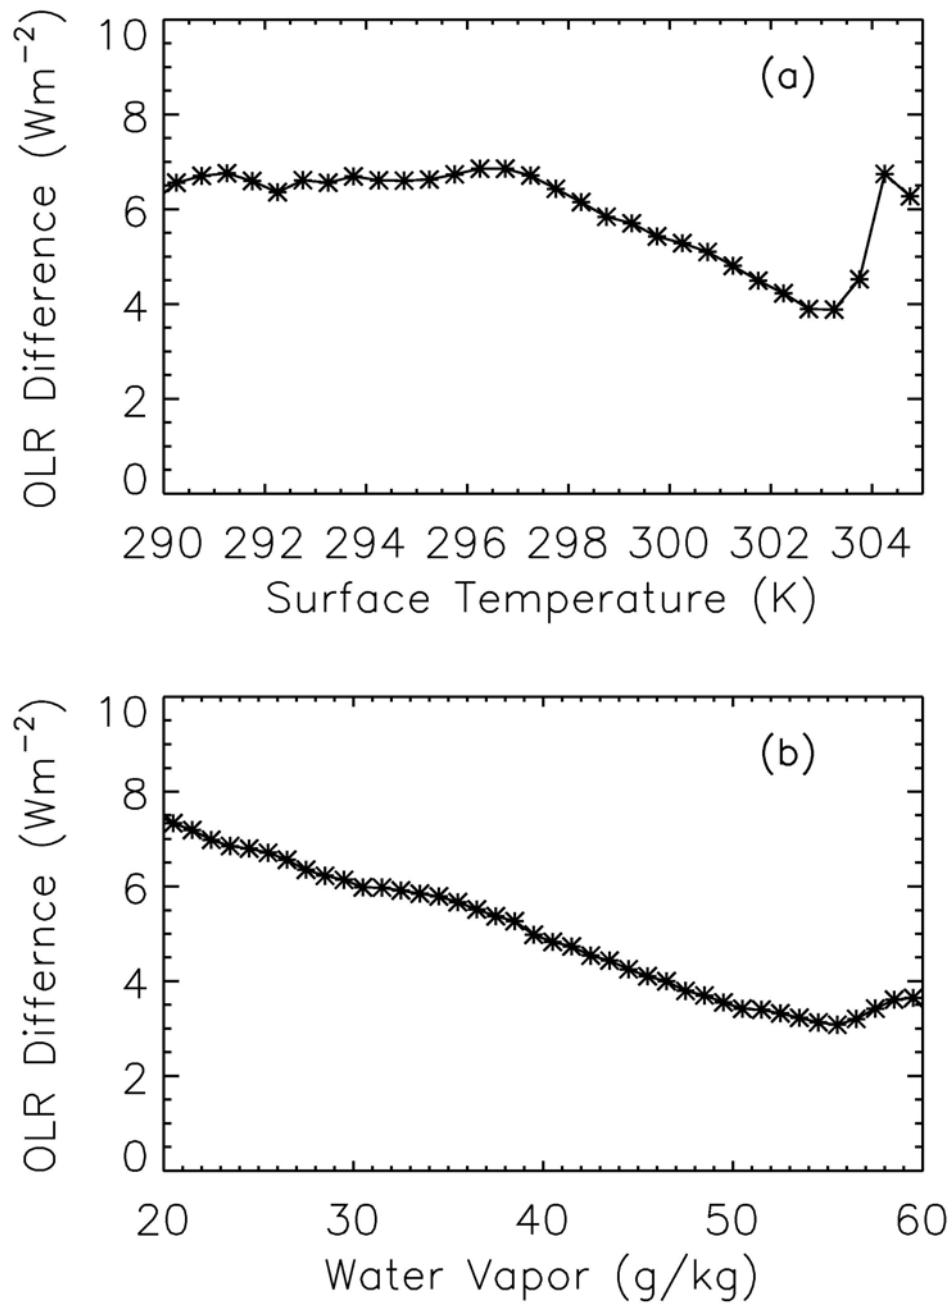 (a)
OLR Difference (Wm⁻²)
10
8
6
4
2
0
290 292 294 296 298 300 302 304
Surface Temperature (K)
(b)
OLR Differnce (Wm⁻²)
10
8
6
4
2
0
20 30 40 50 60
Water Vapor (g/kg)